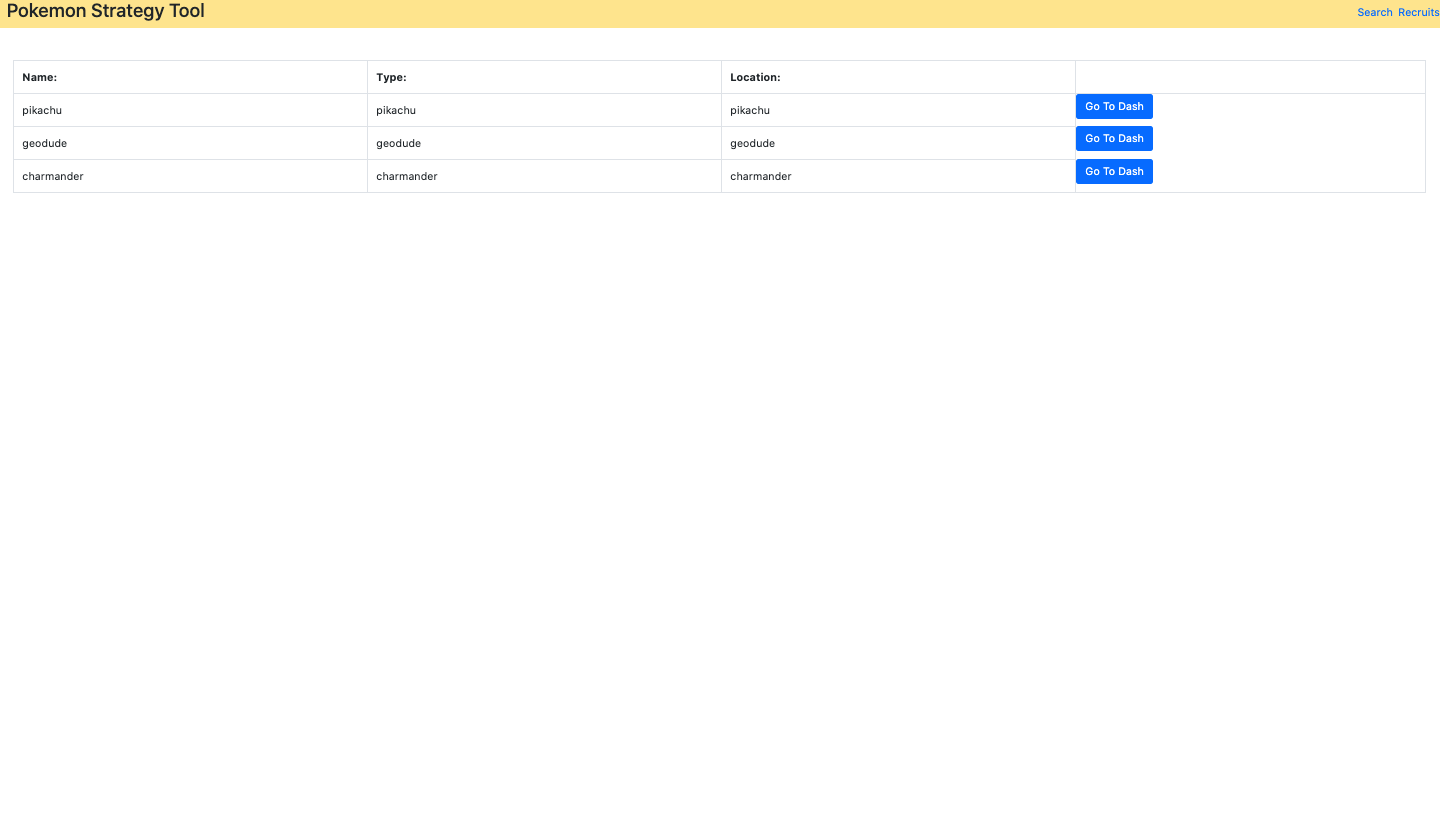 Pokemon Strategy Tool
Search Recruits
Name: Type: Location:
pikachu pikachu pikachu Go To Dash
geodude geodude geodude Go To Dash
charmander charmander charmander Go To Dash